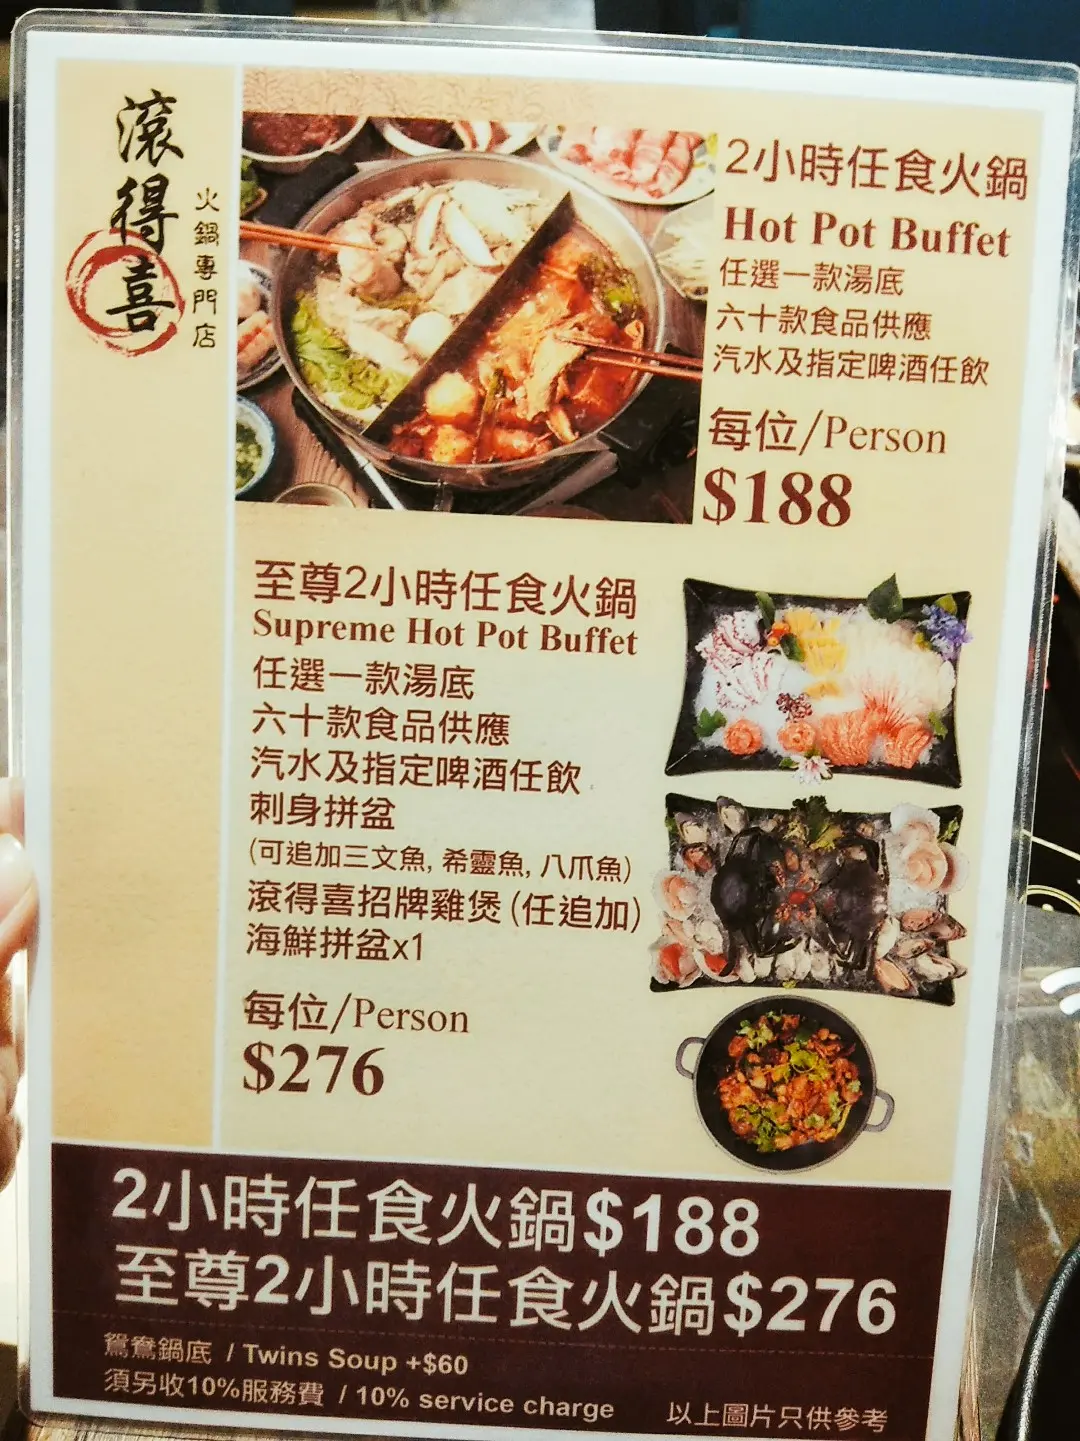 滾得喜
火鍋專門店
2小時任食火鍋
Hot Pot Buffet
任選一款湯底
六十款食品供應
汽水及指定啤酒任飲
每位/Person
$188
至尊2小時任食火鍋
Supreme Hot Pot Buffet
任選一款湯底
六十款食品供應
汽水及指定啤酒任飲
刺身拼盆
(可追加三文魚, 希靈魚, 八爪魚)
滾得喜招牌雞煲 (任追加)
海鮮拼盆x1
每位/Person
$276
2小時任食火鍋$188
至尊2小時任食火鍋$276
鴛鴦鍋底 / Twins Soup +$60
須另收10%服務費 / 10% service charge
以上圖片只供參考